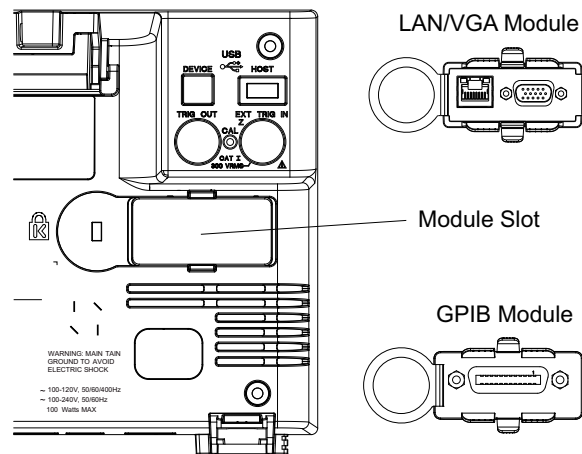 LAN/VGA Module
USB
DEVICE
HOST
TRIG OUT
EXT TRIG IN
Z
CAL
CAT I
300 VRMS
Module Slot
K
GPIB Module
WARNING: MAIN TAIN
GROUND TO AVOID
ELECTRIC SHOCK
~ 100-120V, 50/60/400Hz
~ 100-240V, 50/60Hz
100 Watts MAX